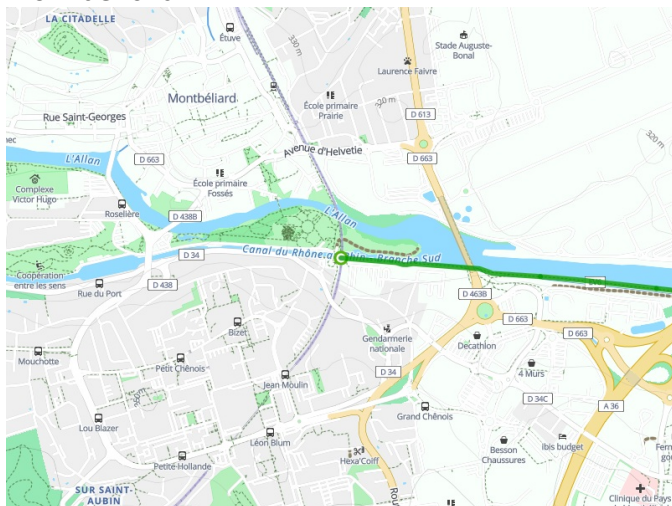 LA CITADELLE
Étuve
330 m
Stade Auguste-
Bonal
Laurence Faivre
Montbéliard
École primaire
Prairie
320 m
D 613
320 m
Rue Saint-Georges
Avenue d'Helvetie
D 663
D 663
L'Allan
Complexe
Victor Hugo
École primaire
Fossés
Roselière
L'Allan
D 438B
D 34
Canal du Rhône
Branche Sud
Coopération
entre les sens
Rue du Port
D 438
D 463B
D 663
D 663
Bizet
Gendarmerie
nationale
Decathlon
Mouchotte
Petit Chênois
D 34
4 Murs
Jean Moulin
D 34C
A 36
Grand Chênois
Lou Blazer
Léon Blum
Besson
Chaussures
Ibis budget
Petite-Hollande
Hexa'Coiff
SUR SAINT-
AUBIN
Clinique du Pays